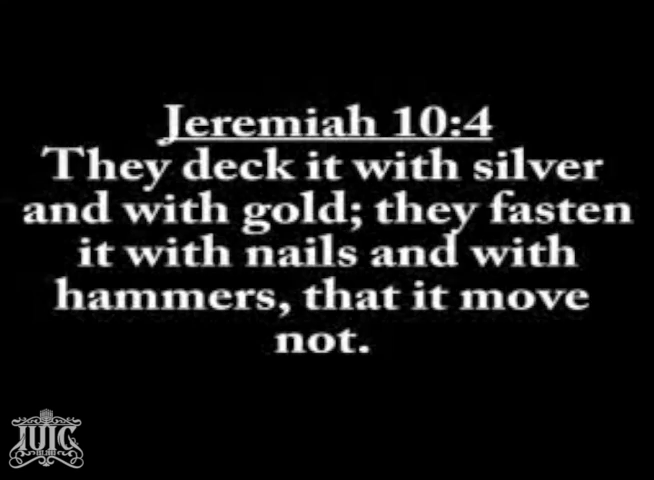 Jeremiah 10:4
They deck it with silver
and with gold; they fasten
it with nails and with
hammers, that it move
not.
IUIC